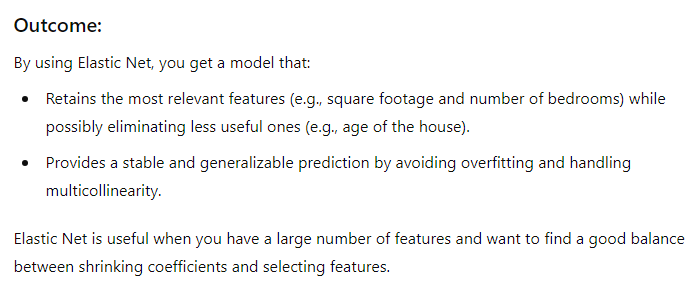 Outcome:
By using Elastic Net, you get a model that:
• Retains the most relevant features (e.g., square footage and number of bedrooms) while
possibly eliminating less useful ones (e.g., age of the house).
• Provides a stable and generalizable prediction by avoiding overfitting and handling
multicollinearity.
Elastic Net is useful when you have a large number of features and want to find a good balance
between shrinking coefficients and selecting features.